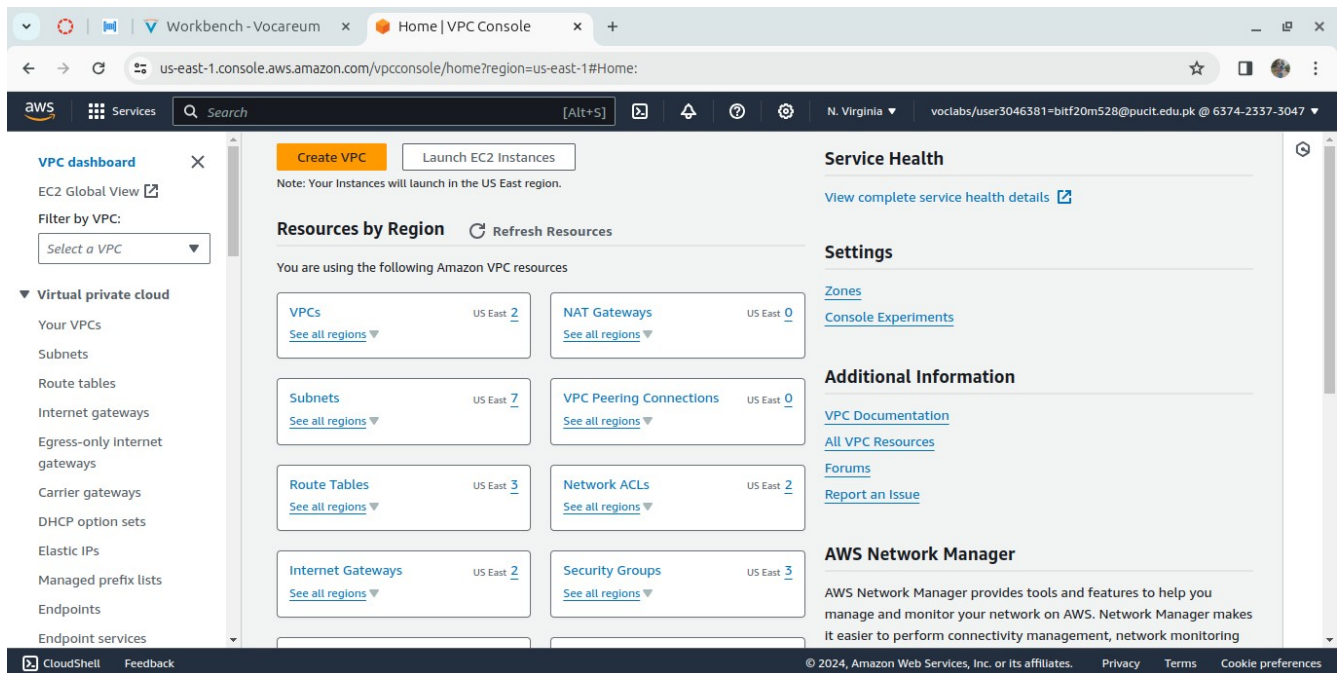 Workbench - Vocareum
Home | VPC Console
us-east-1.console.aws.amazon.com/vpcconsole/home?region=us-east-1#Home:
aws
Services
Search
[Alt+S]
N. Virginia
voclabs/user3046381=bitf20m528@pucit.edu.pk @ 6374-2337-3047
VPC dashboard
EC2 Global View
Filter by VPC:
Select a VPC
Virtual private cloud
Your VPCs
Subnets
Route tables
Internet gateways
Egress-only internet
gateways
Carrier gateways
DHCP option sets
Elastic IPs
Managed prefix lists
Endpoints
Endpoint services
Create VPC
Launch EC2 Instances
Note: Your Instances will launch in the US East region.
Resources by Region
Refresh Resources
You are using the following Amazon VPC resources
VPCs US East 2
See all regions
NAT Gateways US East 0
See all regions
Subnets US East 7
See all regions
VPC Peering Connections US East 0
See all regions
Route Tables US East 3
See all regions
Network ACLs US East 2
See all regions
Internet Gateways US East 2
See all regions
Security Groups US East 3
See all regions
Service Health
View complete service health details
Settings
Zones
Console Experiments
Additional Information
VPC Documentation
All VPC Resources
Forums
Report an Issue
AWS Network Manager
AWS Network Manager provides tools and features to help you
manage and monitor your network on AWS. Network Manager makes
it easier to perform connectivity management, network monitoring
CloudShell
Feedback
© 2024, Amazon Web Services, Inc. or its affiliates.
Privacy
Terms
Cookie preferences